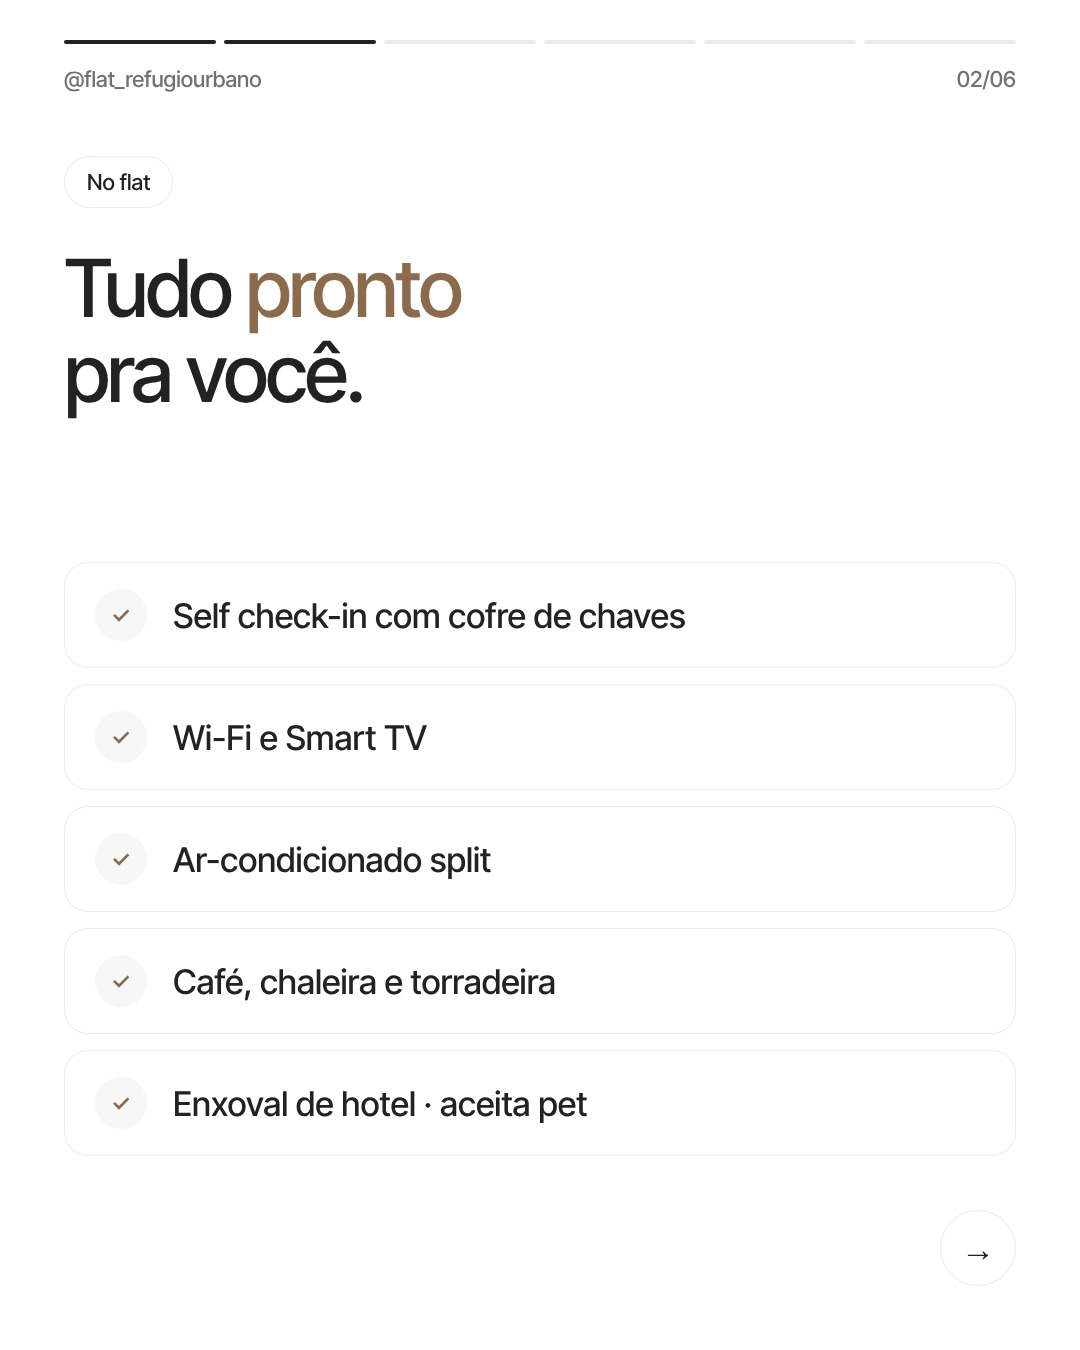 @flat_refugiourbano
02/06
No flat
Tudo pronto
pra você.
Self check-in com cofre de chaves
Wi-Fi e Smart TV
Ar-condicionado split
Café, chaleira e torradeira
Enxoval de hotel · aceita pet
→